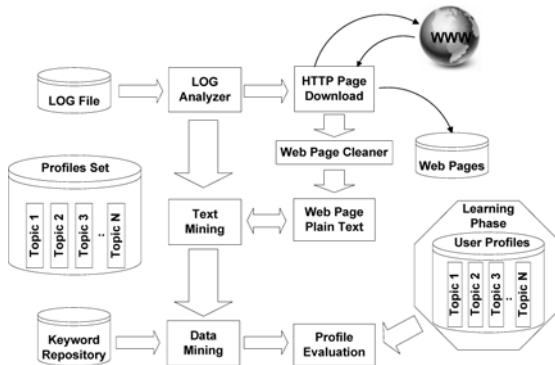 WWW
LOG File
LOG
Analyzer
HTTP Page
Download
Web Page Cleaner
Web Pages
Profiles Set
Topic 1
Topic 2
Topic 3
..
Topic N
Text
Mining
Web Page
Plain Text
Learning
Phase
User Profiles
Topic 1
Topic 2
Topic 3
..
Topic N
Keyword
Repository
Data
Mining
Profile
Evaluation